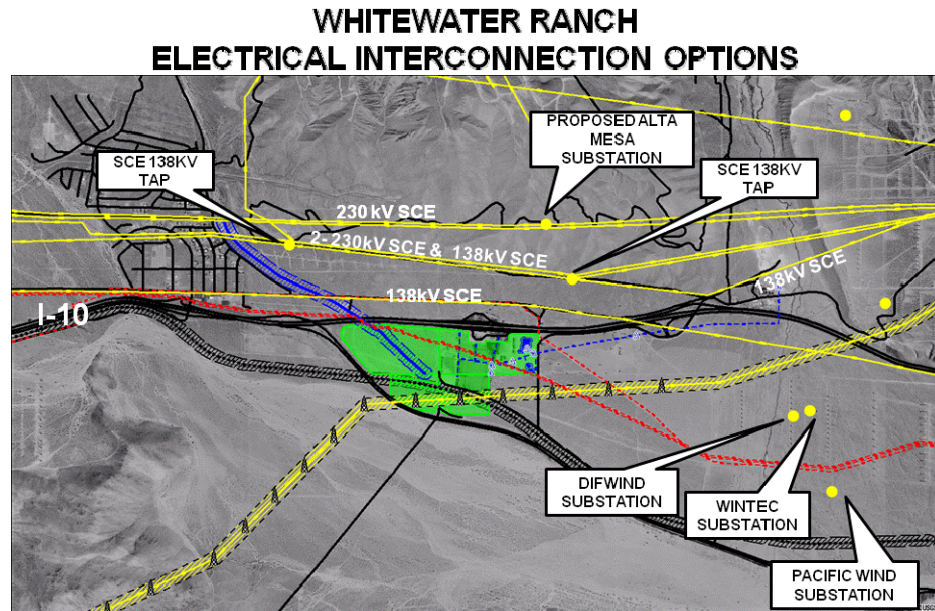 WHITEWATER RANCH
ELECTRICAL INTERCONNECTION OPTIONS
PROPOSED ALTA
MESA
SUBSTATION
SCE 138KV
TAP
SCE 138KV
TAP
230 kV SCE
2- 230kV SCE & 138kV SCE
138kV SCE
138kV SCE
I-10
DIFWIND
SUBSTATION
WINTEC
SUBSTATION
PACIFIC WIND
SUBSTATION